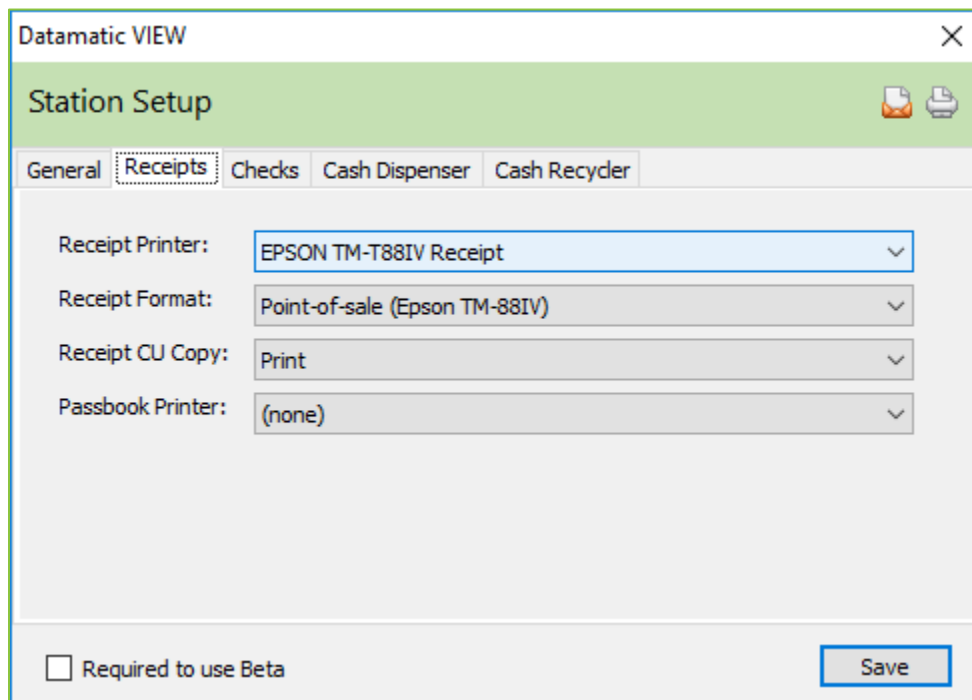 Datamatic VIEW
Station Setup
General Receipts Checks Cash Dispenser Cash Recycler
Receipt Printer: EPSON TM-T88IV Receipt
Receipt Format: Point-of-sale (Epson TM-88IV)
Receipt CU Copy: Print
Passbook Printer: (none)
Required to use Beta Save